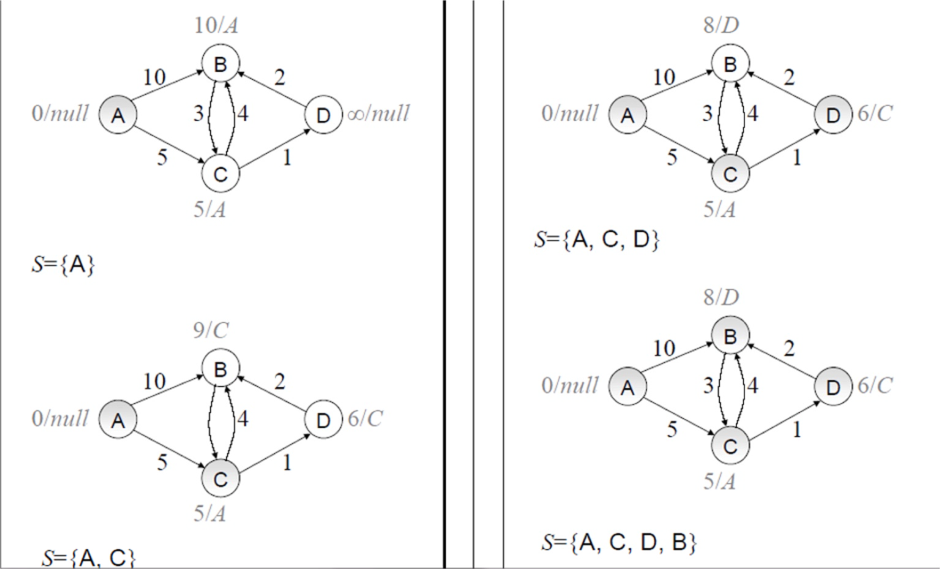 10/A
B
10
2
0/null
A
3
4
D
∞/null
5
1
C
5/A
S={A}
9/C
B
10
2
0/null
A
4
D
6/C
5
1
C
5/A
S={A, C}
8/D
B
10
2
0/null
A
3
4
D
6/C
5
1
C
5/A
S={A, C, D}
8/D
B
10
2
0/null
A
3
4
D
6/C
5
1
C
5/A
S={A, C, D, B}